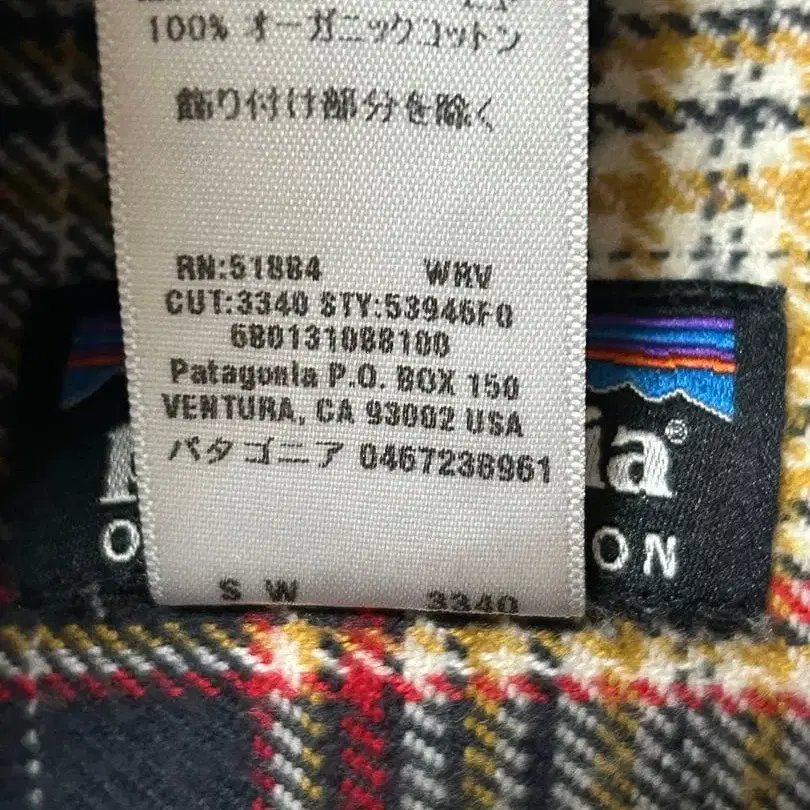 100% オーガニックコットン
飾り付け部分を除く
RN:51884 WRV
CUT:3340 STY:53946F0
680131088100
Patagonia P.O. BOX 150
VENTURA, CA 93002 USA
パタゴニア 0467238961
ia®
O ON
S W 3340